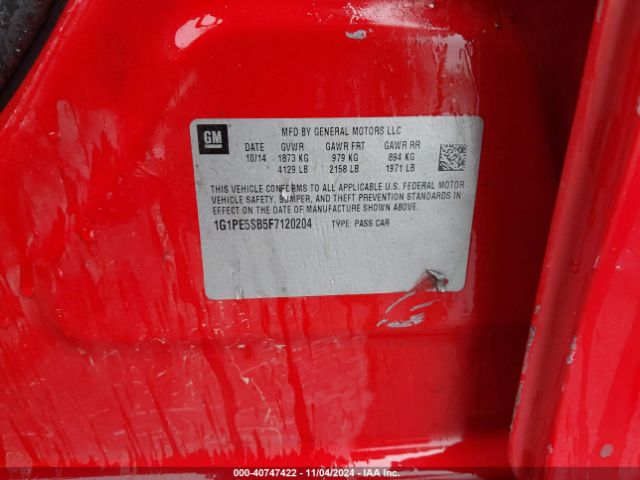 GM
MFD BY GENERAL MOTORS LLC
DATE GVWR GAWR FRT GAWR RR
10/14 1873 KG 979 KG 894 KG
4129 LB 2158 LB 1971 LB
THIS VEHICLE CONFORMS TO ALL APPLICABLE U.S. FEDERAL MOTOR
VEHICLE SAFETY, BUMPER, AND THEFT PREVENTION STANDARDS IN
EFFECT ON THE DATE OF MANUFACTURE SHOWN ABOVE.
1G1PE5SB5F7120204 TYPE: PASS CAR
000-40747422 - 11/04/2024 - IAA Inc.